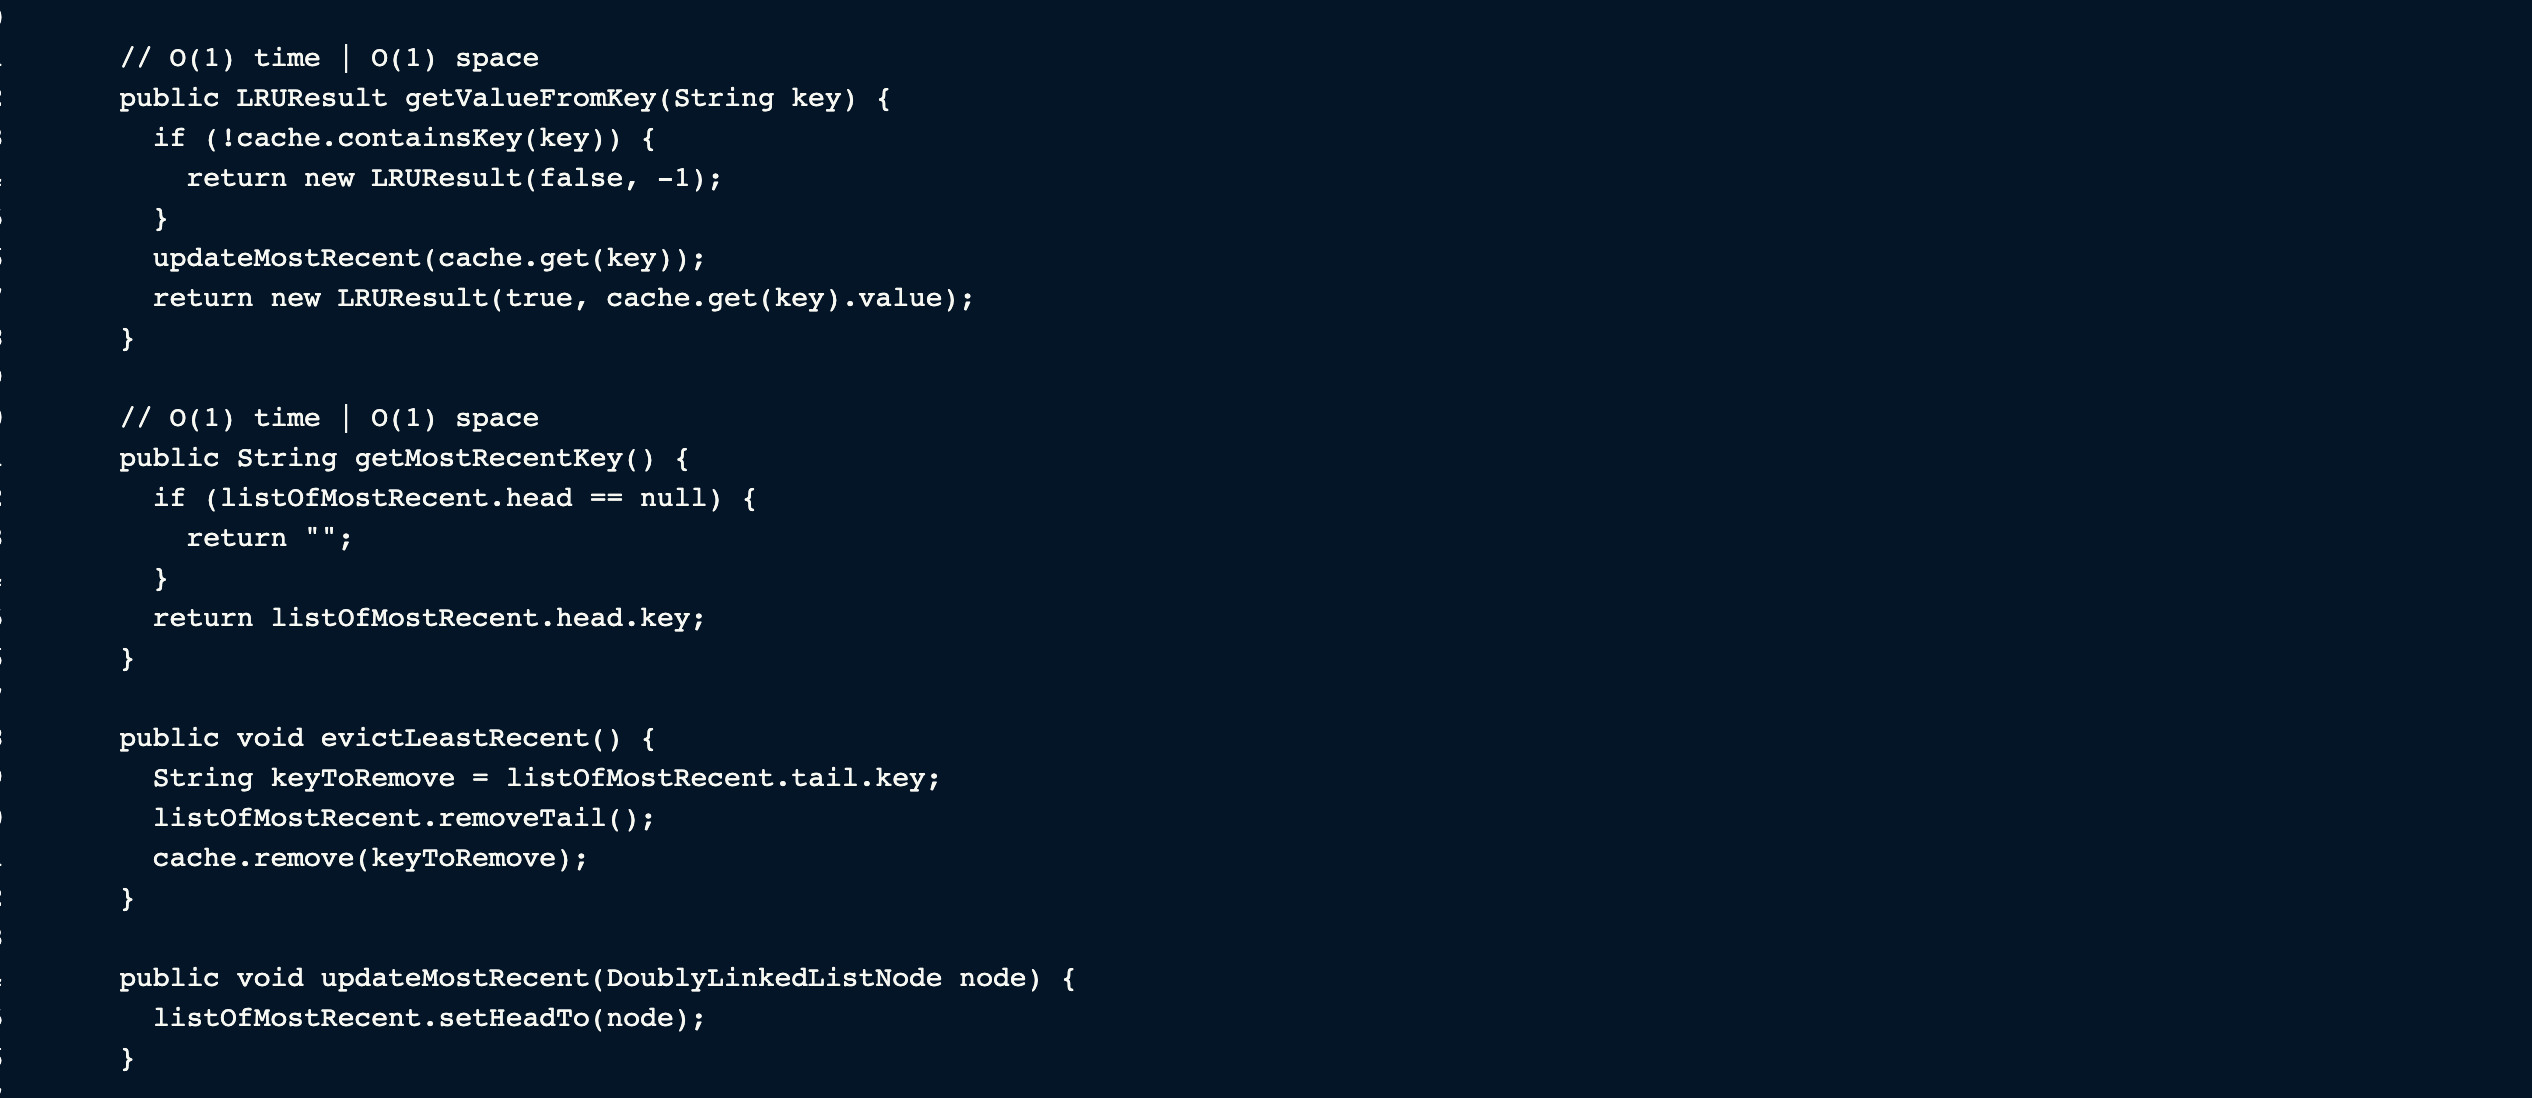 // O(1) time | O(1) space
public LRUResult getValueFromKey(String key) {
if (!cache.containsKey(key)) {
return new LRUResult(false, -1);
}
updateMostRecent(cache.get(key));
return new LRUResult(true, cache.get(key).value);
}
// O(1) time | O(1) space
public String getMostRecentKey() {
if (listOfMostRecent.head == null) {
return "";
}
return listOfMostRecent.head.key;
}
public void evictLeastRecent() {
String keyToRemove = listOfMostRecent.tail.key;
listOfMostRecent.removeTail();
cache.remove(keyToRemove);
}
public void updateMostRecent(DoublyLinkedListNode node) {
listOfMostRecent.setHeadTo(node);
}